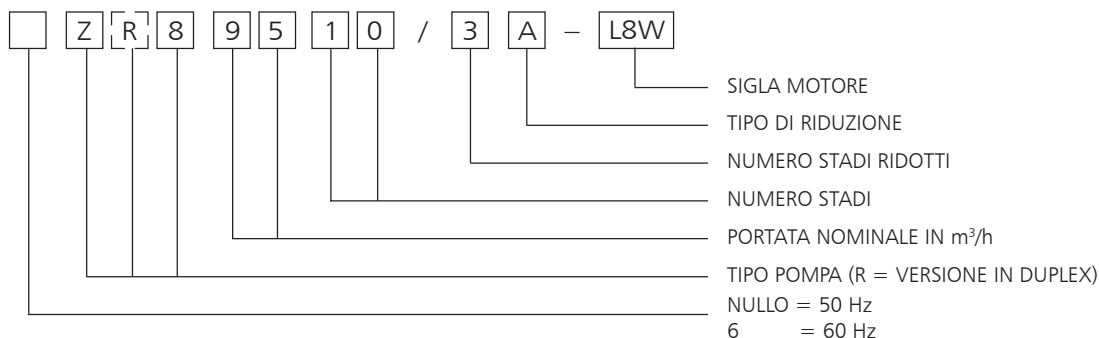 Z R 8 9 5 1 0 / 3 A – L8W
SIGLA MOTORE
TIPO DI RIDUZIONE
NUMERO STADI RIDOTTI
NUMERO STADI
PORTATA NOMINALE IN m³/h
TIPO POMPA (R = VERSIONE IN DUPLEX)
NULLO = 50 Hz
6 = 60 Hz